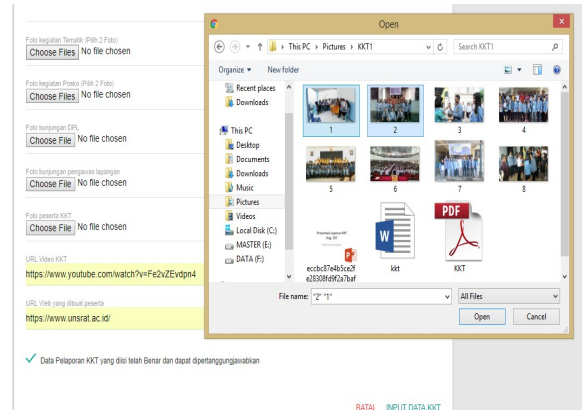 Foto kegiatan Tematik (Pilih 2 Foto)
Choose Files No file chosen
Foto kegiatan Posko (Pilih 2 Foto)
Choose Files No file chosen
Foto kunjungan DPL
Choose File No file chosen
Foto kunjungan pengawas lapangan
Choose File No file chosen
Foto peserta KKT
Choose File No file chosen
URL Video KKT
https://www.youtube.com/watch?v=Fe2vZEvdpn4
URL Web yang dibuat peserta
https://www.unsrat.ac.id/
Data Pelaporan KKT yang diisi telah Benar dan dapat dipertanggungjawabkan
BATAL INPUT DATA KKT
Open
This PC Pictures KKT1
Search KKT1
Organize New folder
Recent places
Downloads
This PC
Desktop
Documents
Downloads
Music
Pictures
Videos
Local Disk (C:)
MASTER (E:)
DATA (F:)
1 2 3 4
5 6 7 8
W
PDF
eccbc87e4b5ce2f
e28308fd9f2a7baf
kkt
KKT
File name: "2" "1"
All Files
Open Cancel